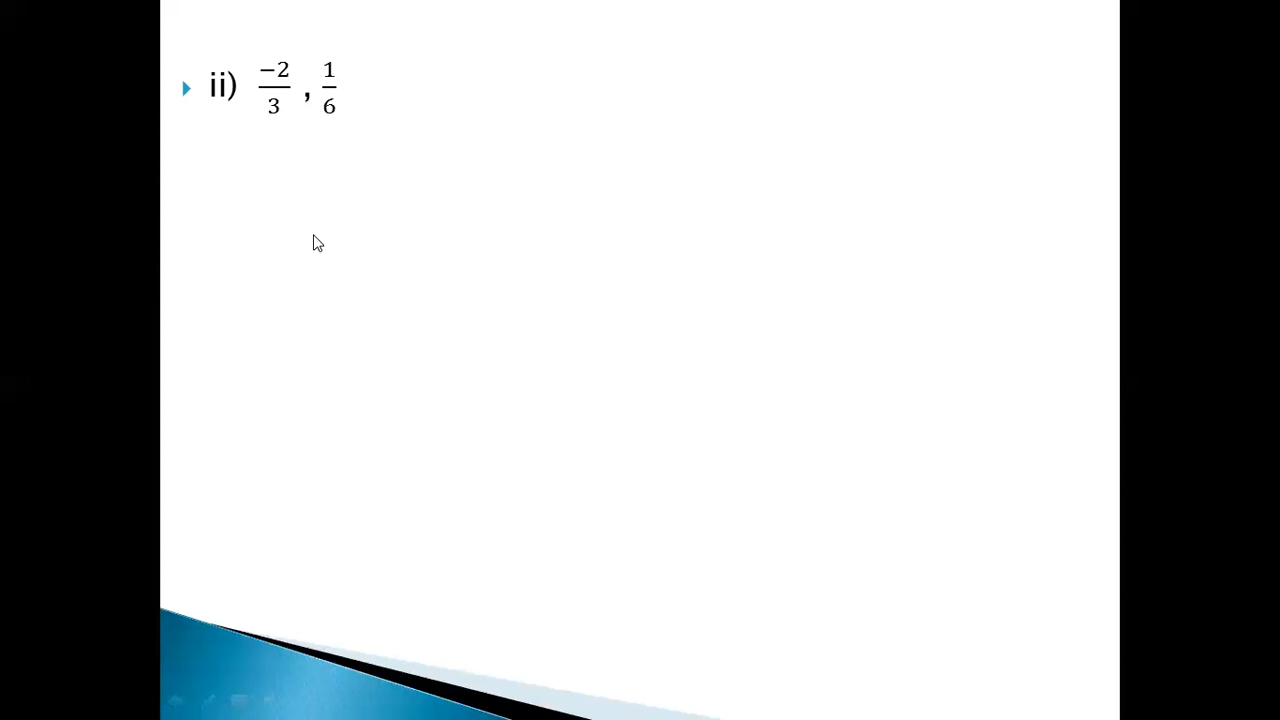 ii) −2/3 , 1/6